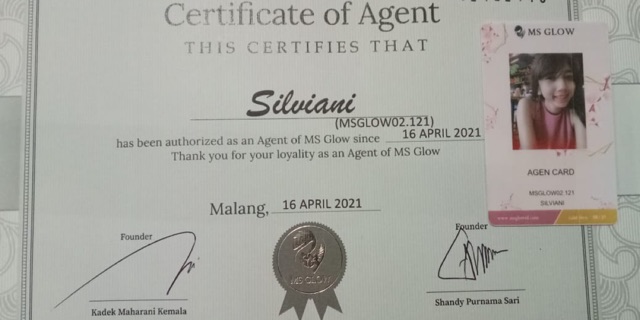 Certificate of Agent
THIS CERTIFIES THAT
Silviani
(MSGLOW02.121)
has been authorized as an Agent of MS Glow since 16 APRIL 2021
Thank you for your loyality as an Agent of MS Glow
Malang, 16 APRIL 2021
Founder
Kadek Maharani Kemala
MS GLOW
Founder
Shandy Purnama Sari
MS GLOW
AGEN CARD
MSGLOW02.121
SILVIANI